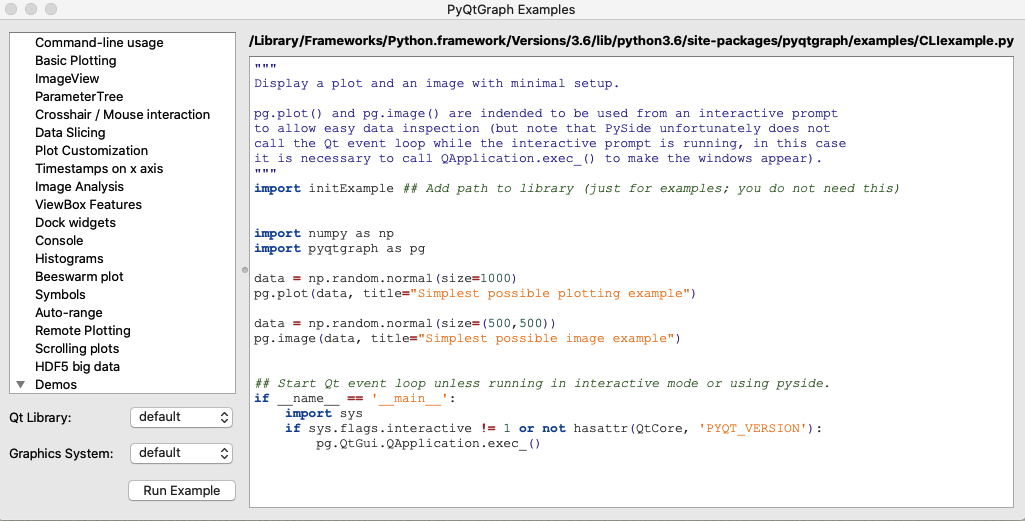 PyQtGraph Examples
Command-line usage
Basic Plotting
ImageView
ParameterTree
Crosshair / Mouse interaction
Data Slicing
Plot Customization
Timestamps on x axis
Image Analysis
ViewBox Features
Dock widgets
Console
Histograms
Beeswarm plot
Symbols
Auto-range
Remote Plotting
Scrolling plots
HDF5 big data
Demos
Qt Library:
default
Graphics System:
default
Run Example
/Library/Frameworks/Python.framework/Versions/3.6/lib/python3.6/site-packages/pyqtgraph/examples/CLIexample.py
"""
Display a plot and an image with minimal setup.
pg.plot() and pg.image() are indended to be used from an interactive prompt
to allow easy data inspection (but note that PySide unfortunately does not
call the Qt event loop while the interactive prompt is running, in this case
it is necessary to call QApplication.exec_() to make the windows appear).
"""
import initExample ## Add path to library (just for examples; you do not need this)
import numpy as np
import pyqtgraph as pg
data = np.random.normal(size=1000)
pg.plot(data, title="Simplest possible plotting example")
data = np.random.normal(size=(500,500))
pg.image(data, title="Simplest possible image example")
## Start Qt event loop unless running in interactive mode or using pyside.
if __name__ == '__main__':
    import sys
    if sys.flags.interactive != 1 or not hasattr(QtCore, 'PYQT_VERSION'):
        pg.QtGui.QApplication.exec_()